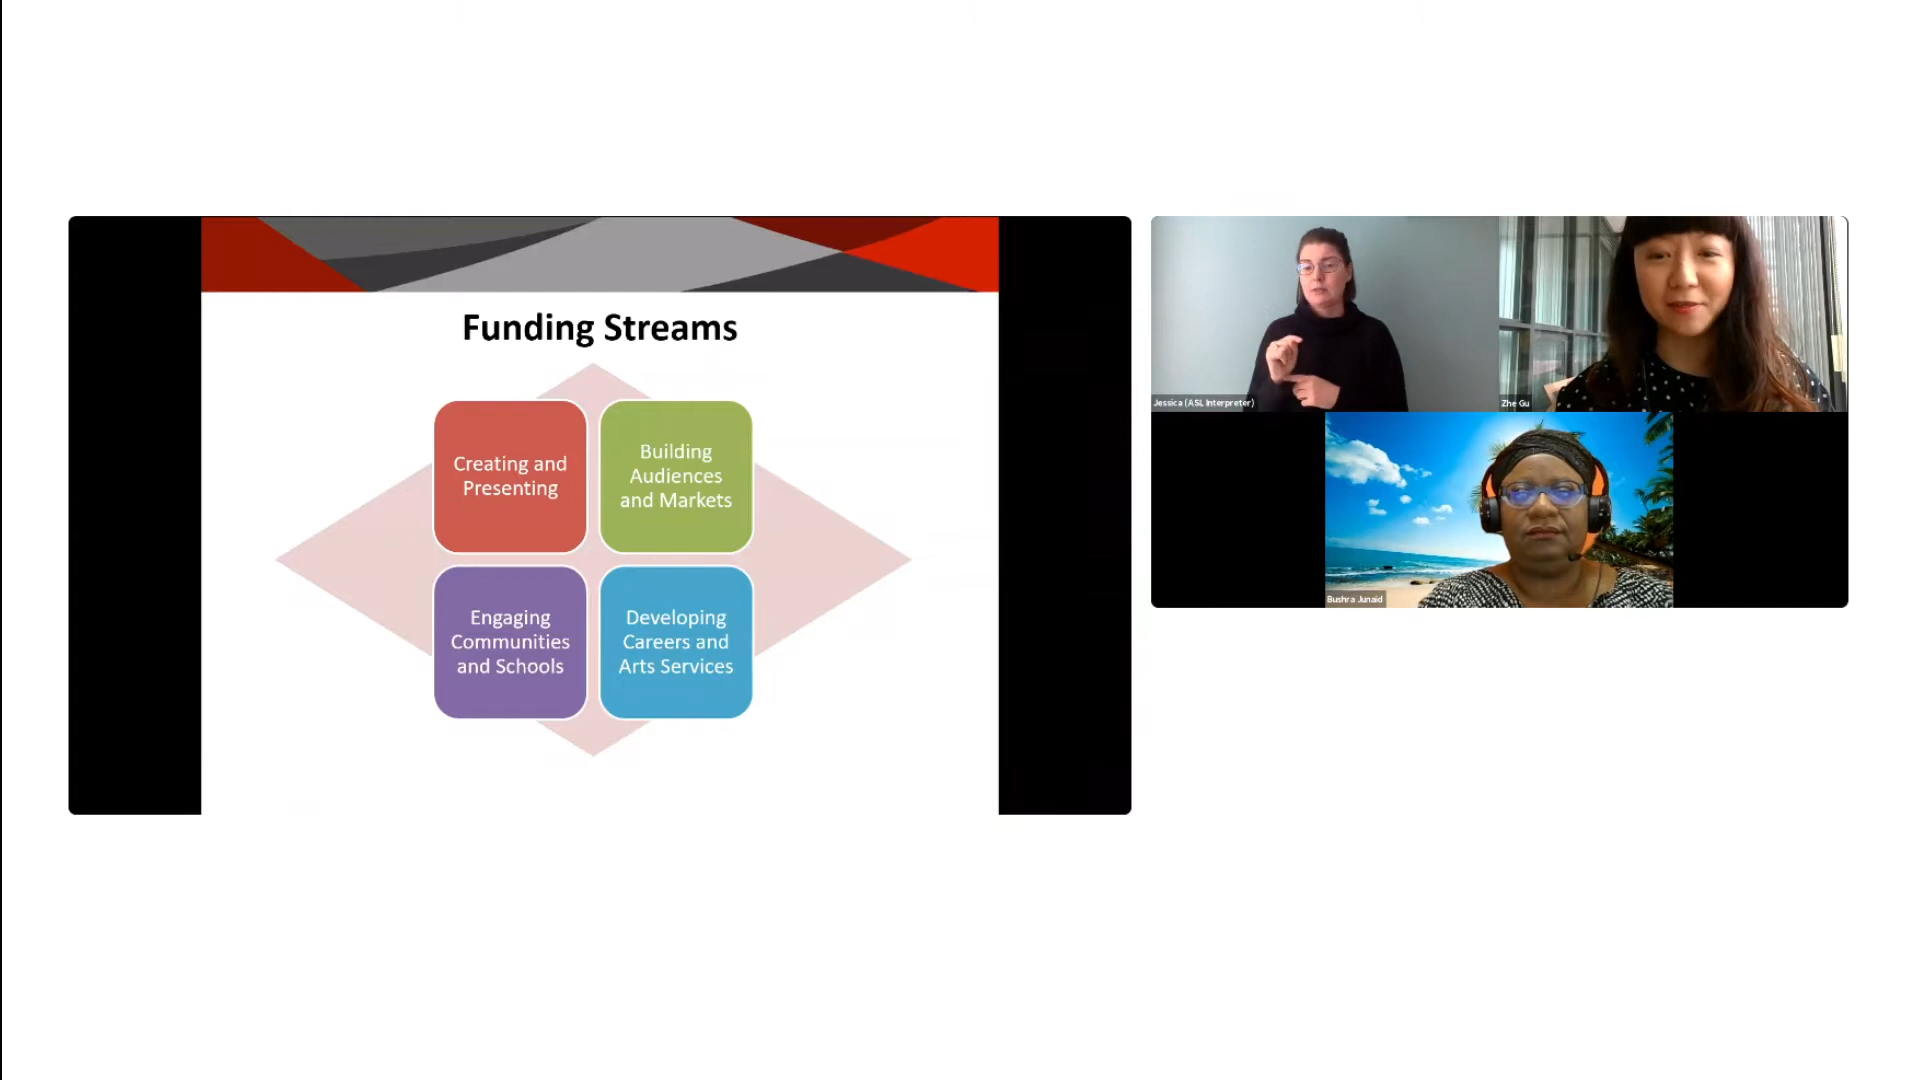 Funding Streams
Creating and
Presenting
Building
Audiences
and Markets
Engaging
Communities
and Schools
Developing
Careers and
Arts Services
Jessica (ASL Interpreter)
Zhe Gu
Bushra Junaid